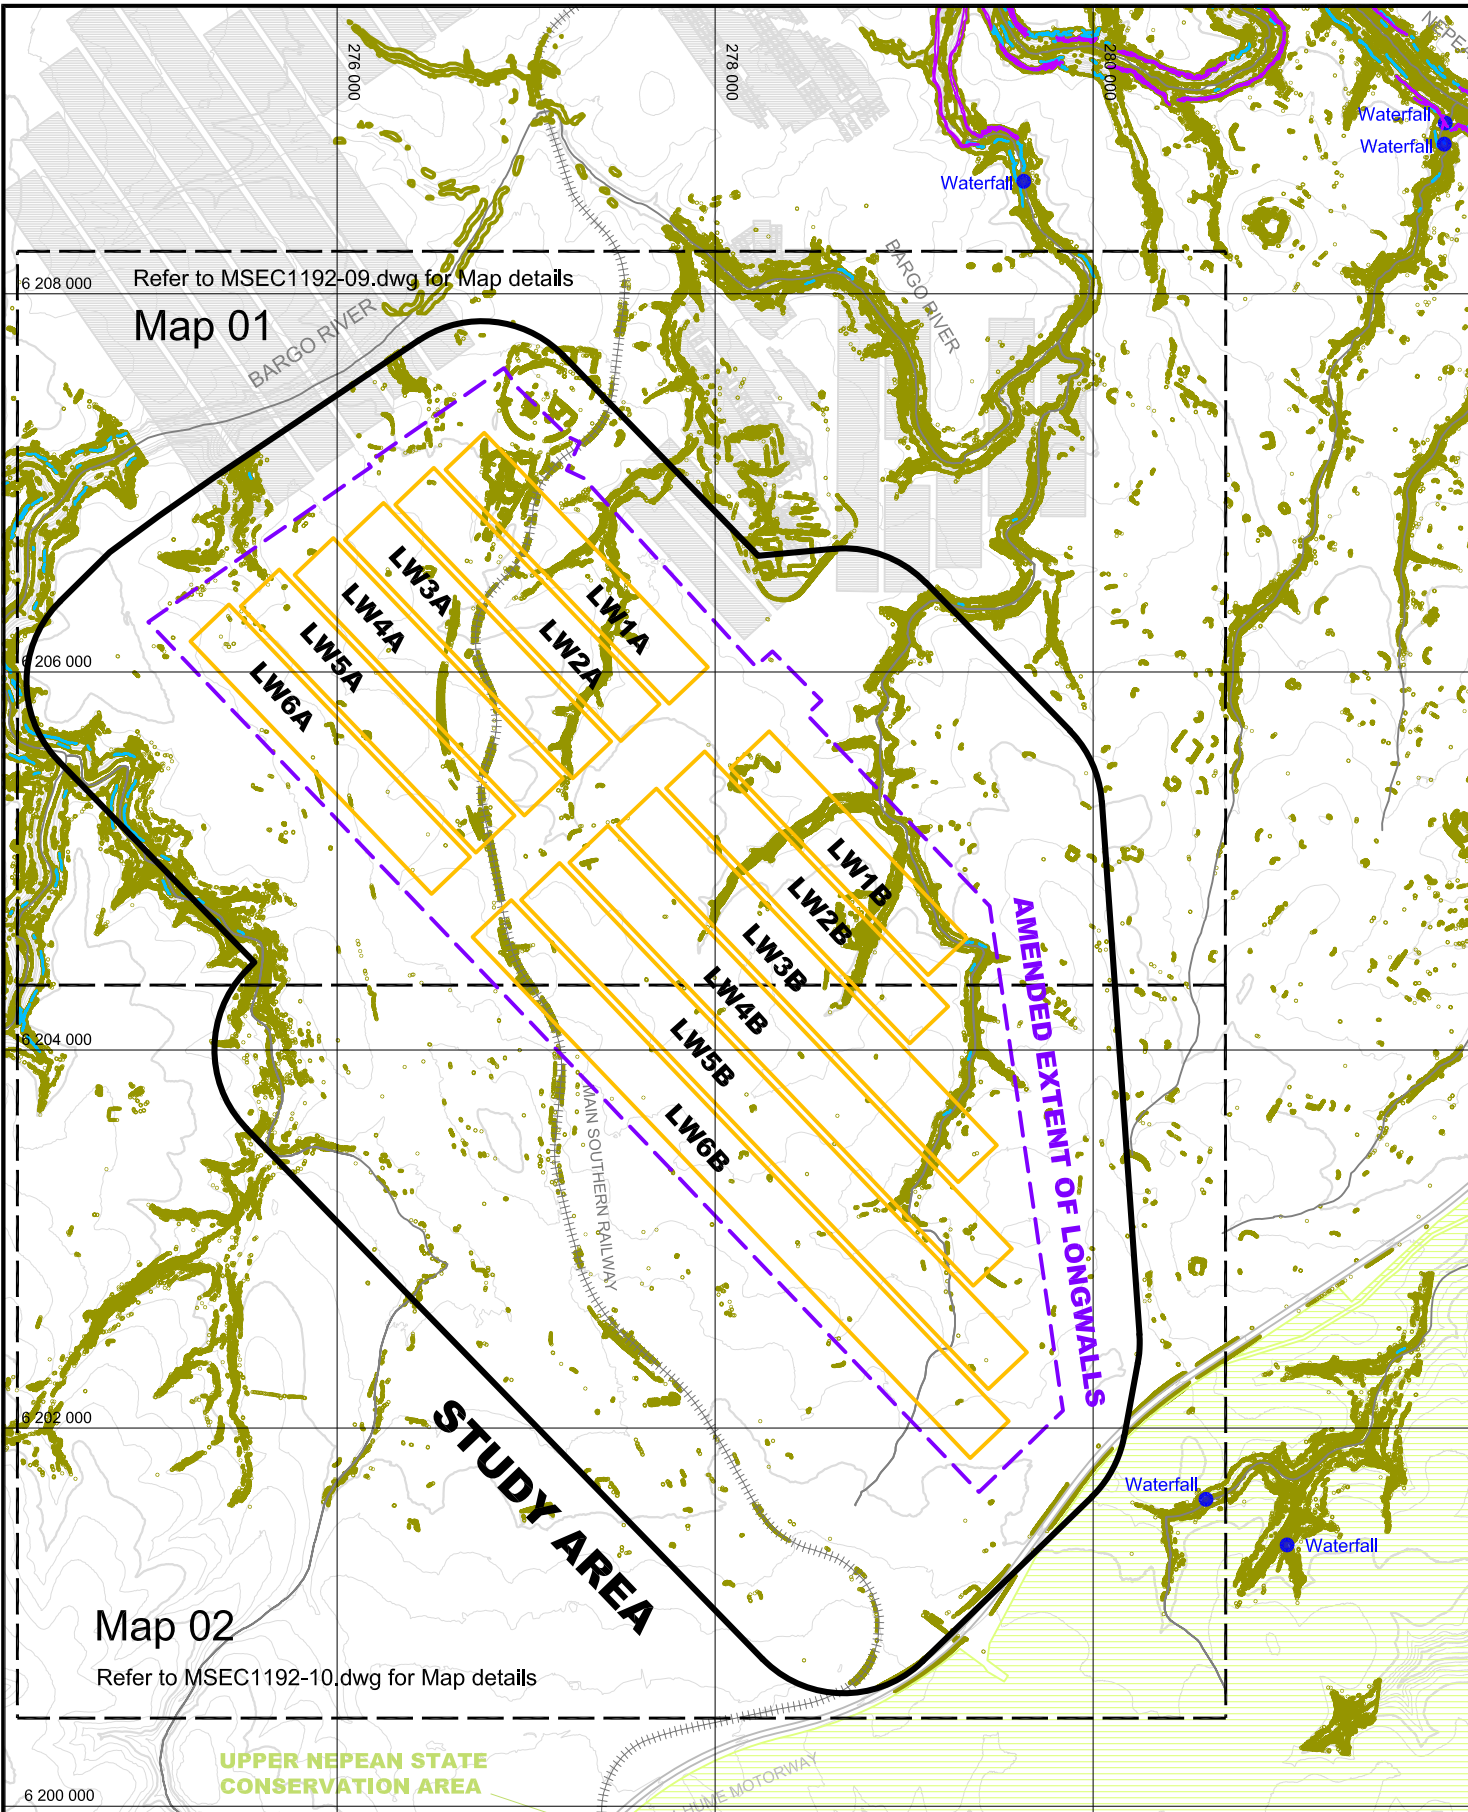 276 000
278 000
280 000
NEPE
Waterfall
Waterfall
Waterfall
Refer to MSEC1192-09.dwg for Map details
6 208 000
Map 01
BARGO RIVER
BARGO RIVER
LW1A
LW2A
LW3A
LW4A
LW5A
LW6A
6 206 000
LW1B
LW2B
LW3B
LW4B
LW5B
LW6B
AMENDED EXTENT OF LONGWALLS
6 204 000
MAIN SOUTHERN RAILWAY
6 202 000
STUDY AREA
Waterfall
Waterfall
Map 02
Refer to MSEC1192-10.dwg for Map details
UPPER NEPEAN STATE
CONSERVATION AREA
HUME MOTORWAY
6 200 000